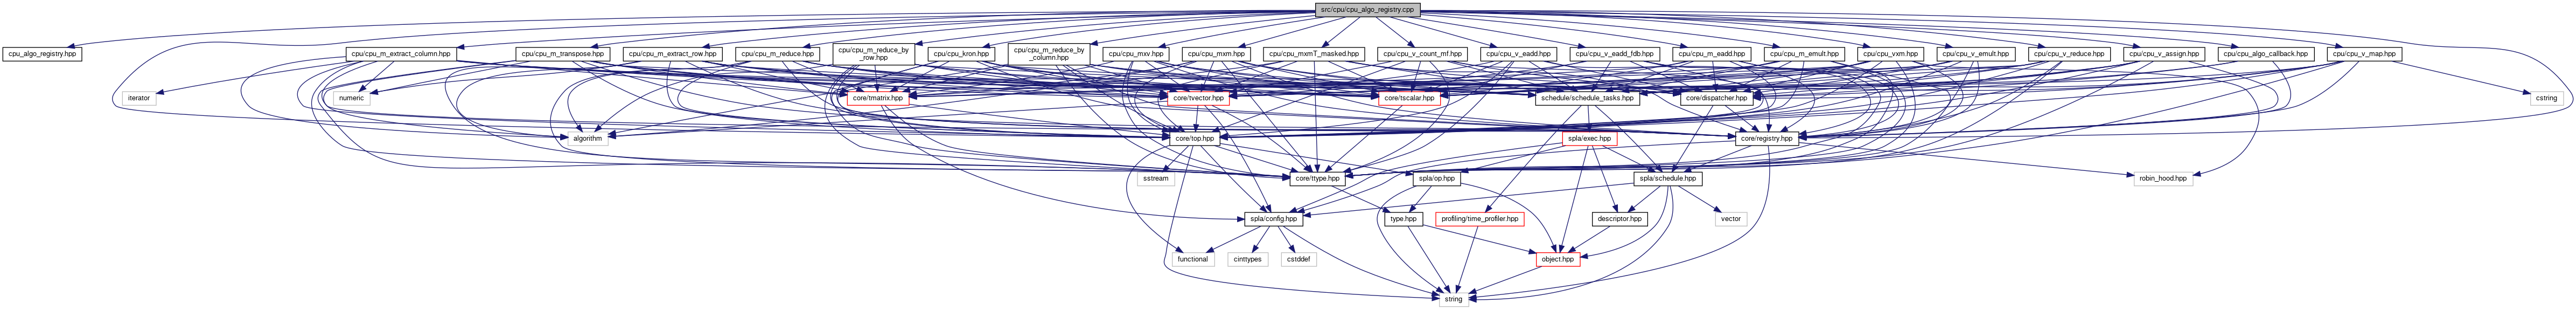 src/cpu/cpu_algo_registry.cpp
cpu_algo_registry.hpp
cpu/cpu_m_extract_column.hpp
cpu/cpu_m_transpose.hpp
cpu/cpu_m_extract_row.hpp
cpu/cpu_m_reduce.hpp
cpu/cpu_m_reduce_by
_row.hpp
cpu/cpu_kron.hpp
cpu/cpu_m_reduce_by
_column.hpp
cpu/cpu_mxv.hpp
cpu/cpu_mxm.hpp
cpu/cpu_mxmT_masked.hpp
cpu/cpu_v_count_mf.hpp
cpu/cpu_v_eadd.hpp
cpu/cpu_v_eadd_fdb.hpp
cpu/cpu_m_eadd.hpp
cpu/cpu_m_emult.hpp
cpu/cpu_vxm.hpp
cpu/cpu_v_emult.hpp
cpu/cpu_v_reduce.hpp
cpu/cpu_v_assign.hpp
cpu/cpu_algo_callback.hpp
cpu/cpu_v_map.hpp
iterator
numeric
core/tmatrix.hpp
core/tvector.hpp
core/tscalar.hpp
schedule/schedule_tasks.hpp
core/dispatcher.hpp
cstring
algorithm
core/top.hpp
spla/exec.hpp
core/registry.hpp
sstream
core/ttype.hpp
spla/op.hpp
spla/schedule.hpp
robin_hood.hpp
spla/config.hpp
type.hpp
profiling/time_profiler.hpp
descriptor.hpp
vector
functional
cinttypes
cstddef
object.hpp
string